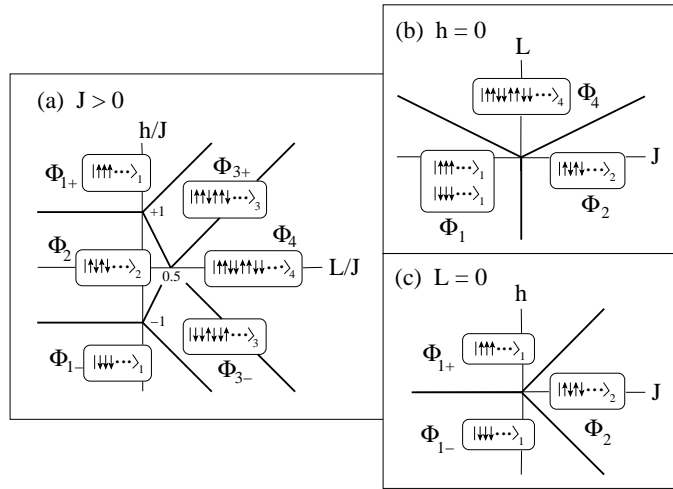 (a) J > 0
h/J
Φ1+
|↑↑↑⋯⟩1
Φ3+
+1
|↑↑↓↑↑↓⋯⟩3
Φ2
|↑↓↑↓⋯⟩2
0.5
Φ4
|↑↑↓↓↑↑↓↓⋯⟩4
L/J
−1
Φ1−
|↓↓↓⋯⟩1
|↓↓↑↓↓↑⋯⟩3
Φ3−
(b) h = 0
L
|↑↑↓↓↑↑↓↓⋯⟩4
Φ4
|↑↑↑⋯⟩1
|↓↓↓⋯⟩1
Φ1
|↑↓↑↓⋯⟩2
J
Φ2
(c) L = 0
h
Φ1+
|↑↑↑⋯⟩1
|↑↓↑↓⋯⟩2
J
Φ2
Φ1−
|↓↓↓⋯⟩1